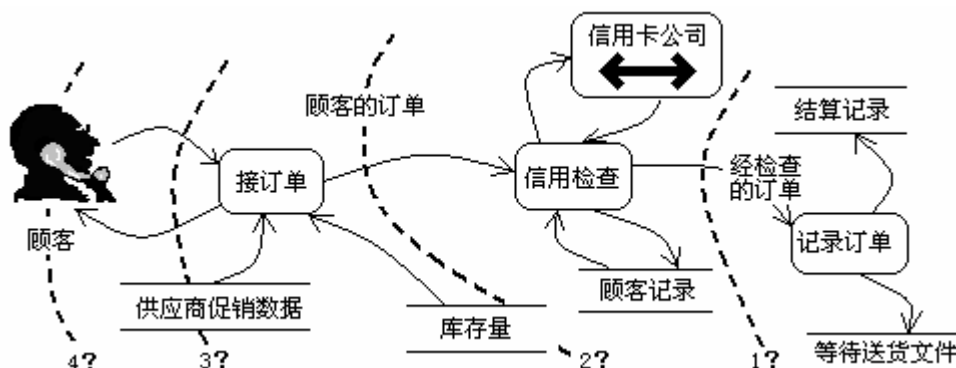 信用卡公司
顾客的订单
结算记录
接订单
信用检查
经检查
的订单
顾客
记录订单
供应商促销数据
库存量
顾客记录
等待送货文件
4?
3?
2?
1?